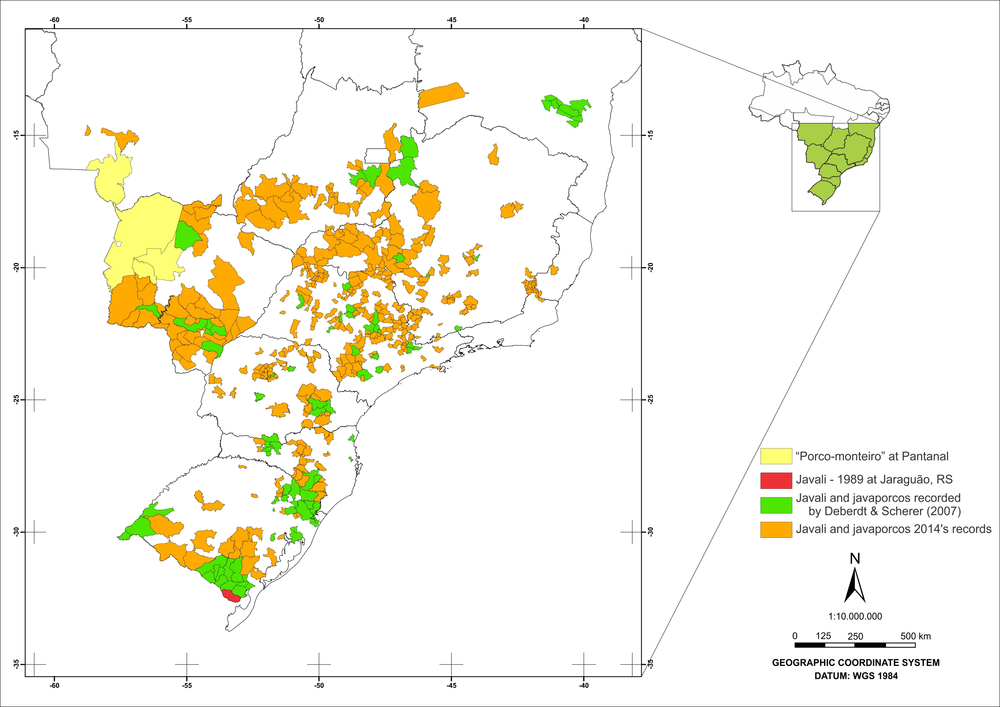 -60 -55 -50 -45 -40
-15 -15
-20 -20
-25 -25
-30 -30
-35 -35
-60 -55 -50 -45 -40
“Porco-monteiro” at Pantanal
Javali - 1989 at Jaraguão, RS
Javali and javaporcos recorded
by Deberdt & Scherer (2007)
Javali and javaporcos 2014's records
N
1:10.000.000
0 125 250 500 km
GEOGRAPHIC COORDINATE SYSTEM
DATUM: WGS 1984